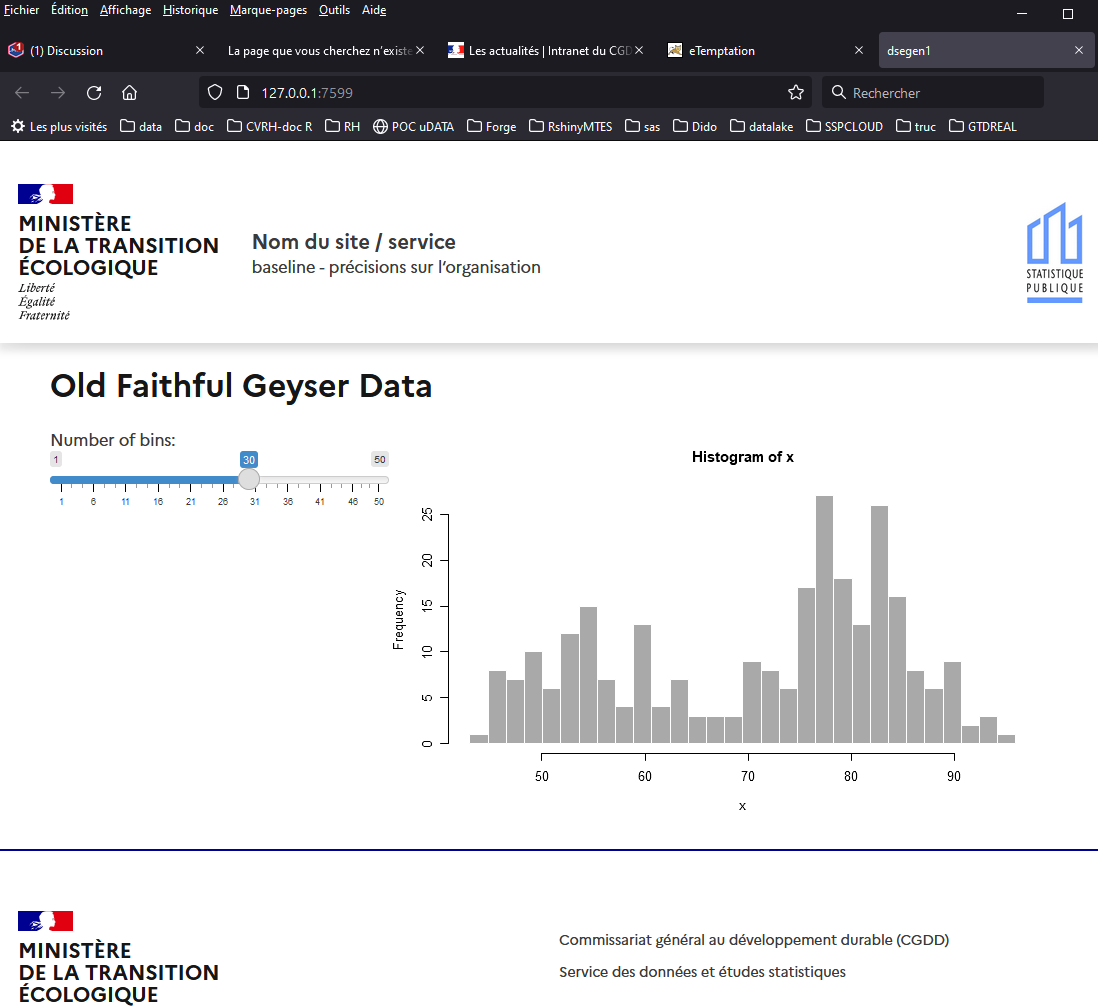 Fichier Édition Affichage Historique Marque-pages Outils Aide
(1) Discussion
La page que vous cherchez n'existe
Les actualités | Intranet du CGD
eTemptation
dsegen1
127.0.0.1:7599
Rechercher
Les plus visités data doc CVRH-doc R RH POC uDATA Forge RshinyMTES sas Dido datalake SSPCLOUD truc GTDREAL
MINISTÈRE
DE LA TRANSITION
ÉCOLOGIQUE
Liberté
Égalité
Fraternité
Nom du site / service
baseline - précisions sur l'organisation
STATISTIQUE
PUBLIQUE
Old Faithful Geyser Data
Number of bins:
1 30 50
1 6 11 16 21 26 31 36 41 46 50
Histogram of x
Frequency
25
20
15
10
5
0
50 60 70 80 90
x
MINISTÈRE
DE LA TRANSITION
ÉCOLOGIQUE
Commissariat général au développement durable (CGDD)
Service des données et études statistiques